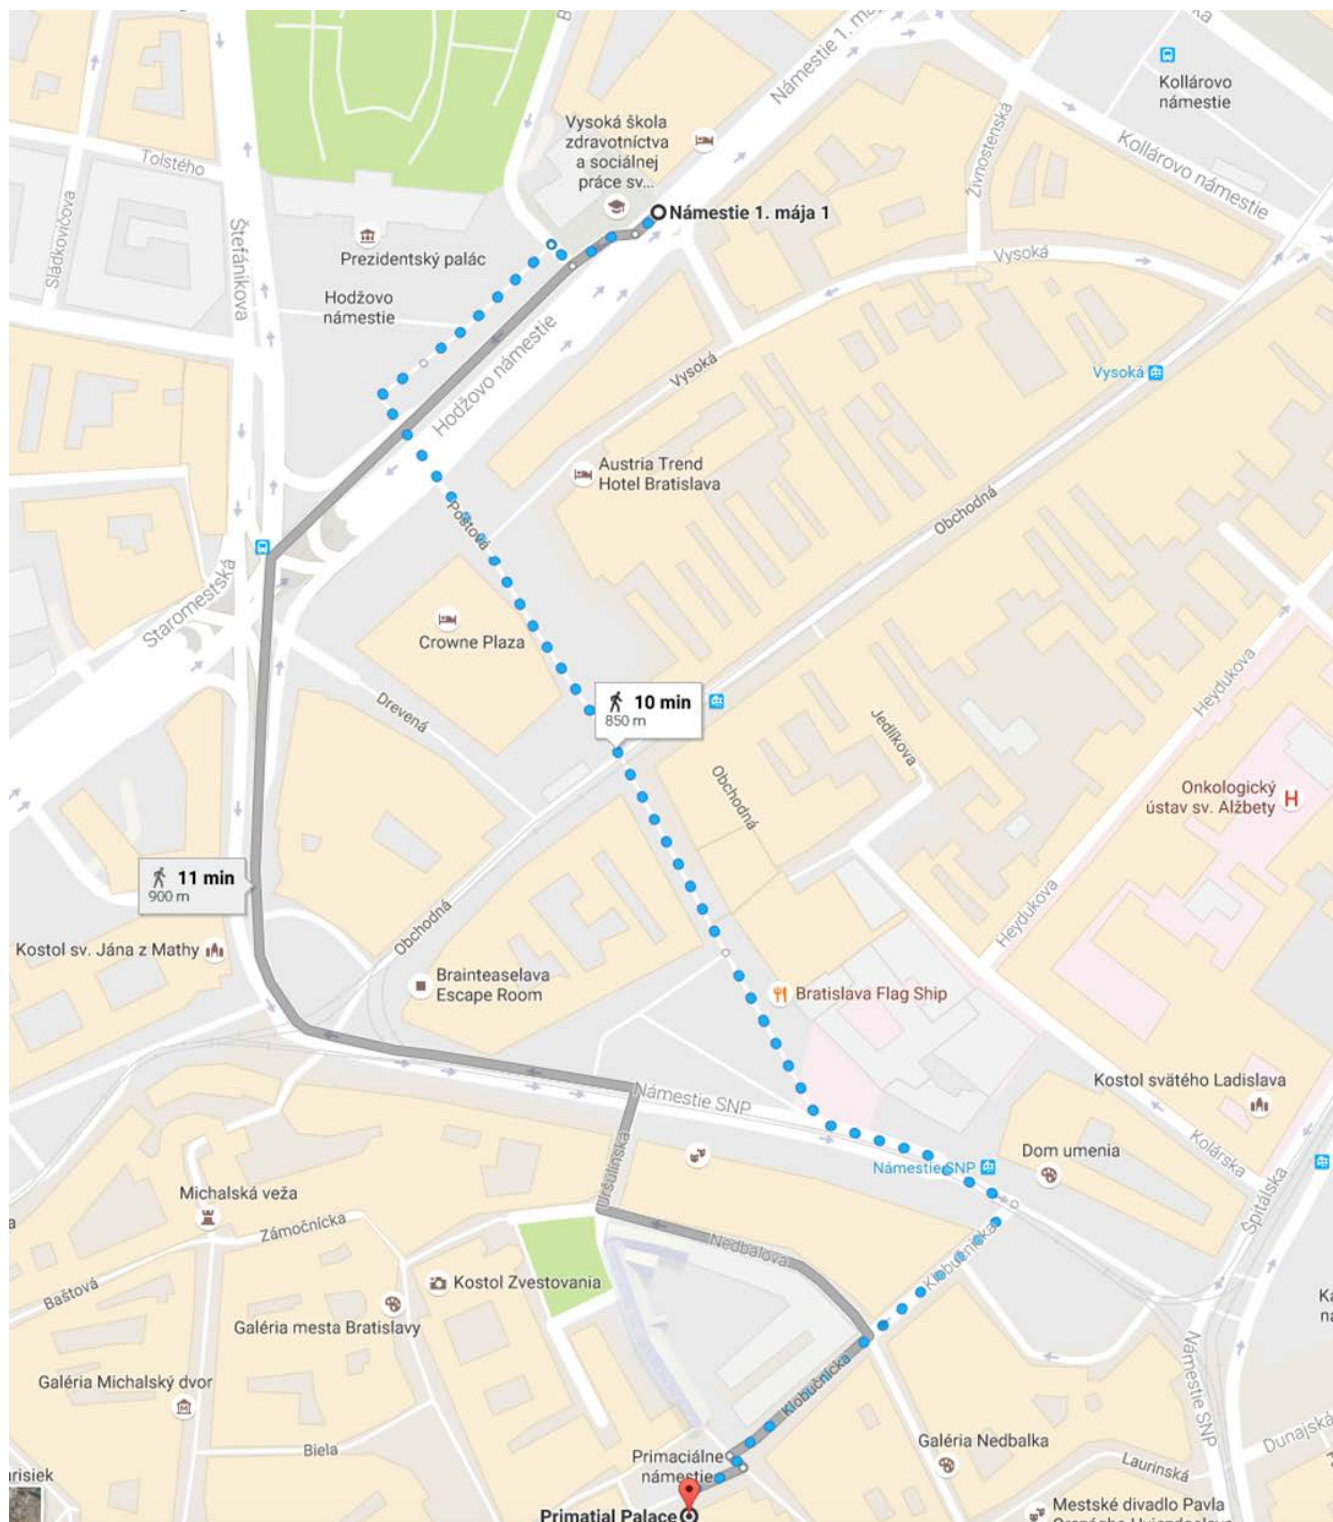 B
Námestie 1. máj
ka
Kollárovo
námestie
Vysoká škola
zdravotníctva
a sociálnej
práce sv...
Tolstého
Kollárovo námestie
Živnostenská
Sládkovičova
Štefánikova
Námestie 1. mája 1
Prezidentský palác
Hodžovo
námestie
Vysoká
Hodžovo námestie
Vysoká
Vysoká
Austria Trend
Hotel Bratislava
Obchodná
Poštová
Staromestská
Crowne Plaza
Heydukova
Drevená
10 min
850 m
Jedlíkova
Obchodná
Onkologický
ústav sv. Alžbety
H
11 min
900 m
Obchodná
Heydukova
Kostol sv. Jána z Mathy
Brainteaselava
Escape Room
Bratislava Flag Ship
Námestie SNP
Kostol svätého Ladislava
Kolárska
Dom umenia
Námestie SNP
Uršulínska
Špitálska
Michalská veža
a
Zámočnícka
Nedbalova
Klobučnícka
Kostol Zvestovania
Baštová
Galéria mesta Bratislavy
Ka
ná
Námestie SNP
Galéria Michalský dvor
Klobučnícka
Biela
Galéria Nedbalka
Dunajská
Primaciálne
námestie
Laurinská
arisiek
Primatial Palace
Mestské divadlo Pavla